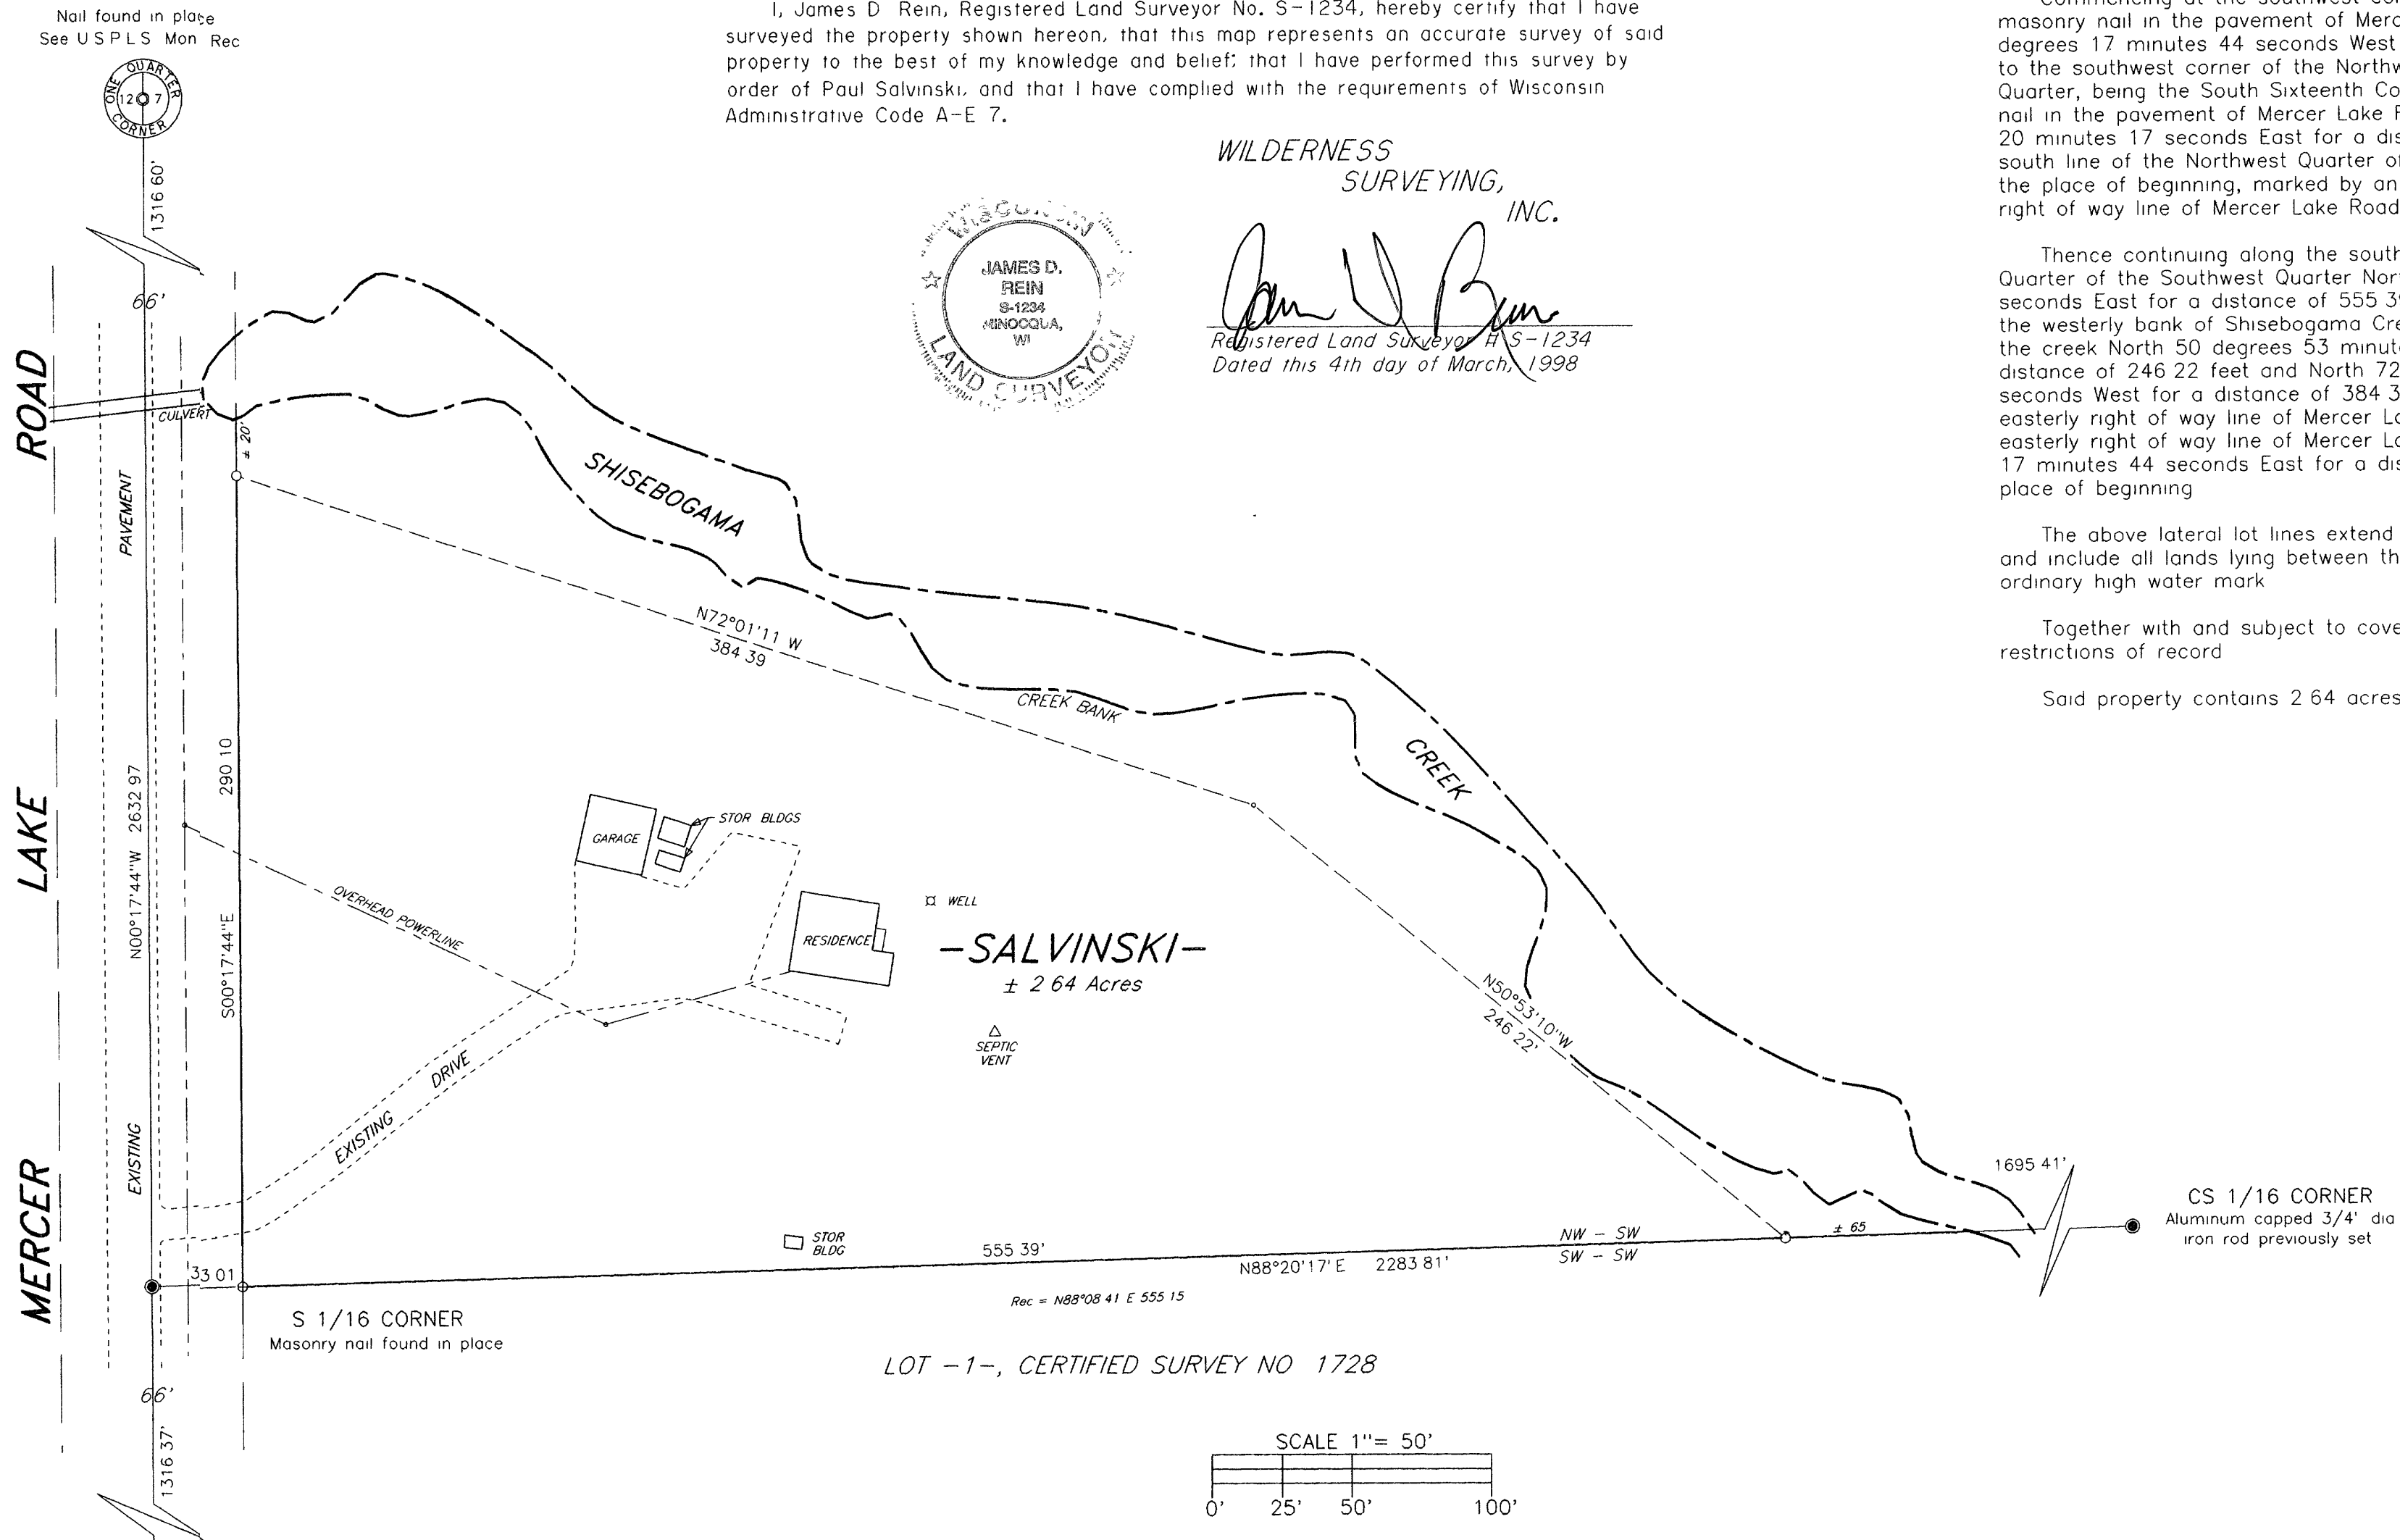 Nail found in place
See U S P L S Mon Rec
ONE QUARTER
12 7
CORNER
1316 60'
I, James D Rein, Registered Land Surveyor No. S-1234, hereby certify that I have
surveyed the property shown hereon, that this map represents an accurate survey of said
property to the best of my knowledge and belief; that I have performed this survey by
order of Paul Salvinski, and that I have complied with the requirements of Wisconsin
Administrative Code A-E 7.
WILDERNESS
SURVEYING,
INC.
WISCONSIN
JAMES D.
REIN
S-1234
MINOCQUA,
WI
LAND SURVEYOR
Registered Land Surveyor # S-1234
Dated this 4th day of March, 1998
masonry nail in the pavement of Merc
degrees 17 minutes 44 seconds West
to the southwest corner of the Northw
Quarter, being the South Sixteenth Co
nail in the pavement of Mercer Lake
20 minutes 17 seconds East for a dis
south line of the Northwest Quarter of
the place of beginning, marked by an
right of way line of Mercer Lake Road
Thence continuing along the south
Quarter of the Southwest Quarter Nor
seconds East for a distance of 555 39
the westerly bank of Shisebogama Cre
the creek North 50 degrees 53 minut
distance of 246 22 feet and North 72
seconds West for a distance of 384 3
easterly right of way line of Mercer La
easterly right of way line of Mercer La
17 minutes 44 seconds East for a dis
place of beginning
The above lateral lot lines extend
and include all lands lying between th
ordinary high water mark
Together with and subject to cove
restrictions of record
Said property contains 2 64 acres
66'
MERCER LAKE ROAD
CULVERT
± 20'
EXISTING PAVEMENT
N00°17'44"W 2632 97
S00°17'44"E 290 10
SHISEBOGAMA
CREEK
CREEK BANK
N72°01'11 W
384 39
GARAGE
STOR BLDGS
OVERHEAD POWERLINE
RESIDENCE
WELL
-SALVINSKI-
± 2 64 Acres
SEPTIC
VENT
N50°53'10"W
246 22'
EXISTING DRIVE
STOR
BLDG
555 39'
NW - SW
SW - SW
± 65
1695 41'
CS 1/16 CORNER
Aluminum capped 3/4' dia
iron rod previously set
33 01
N88°20'17' E 2283 81'
Rec = N88°08 41 E 555 15
S 1/16 CORNER
Masonry nail found in place
LOT -1-, CERTIFIED SURVEY NO 1728
66'
1316 37'
SCALE 1"= 50'
0' 25' 50' 100'